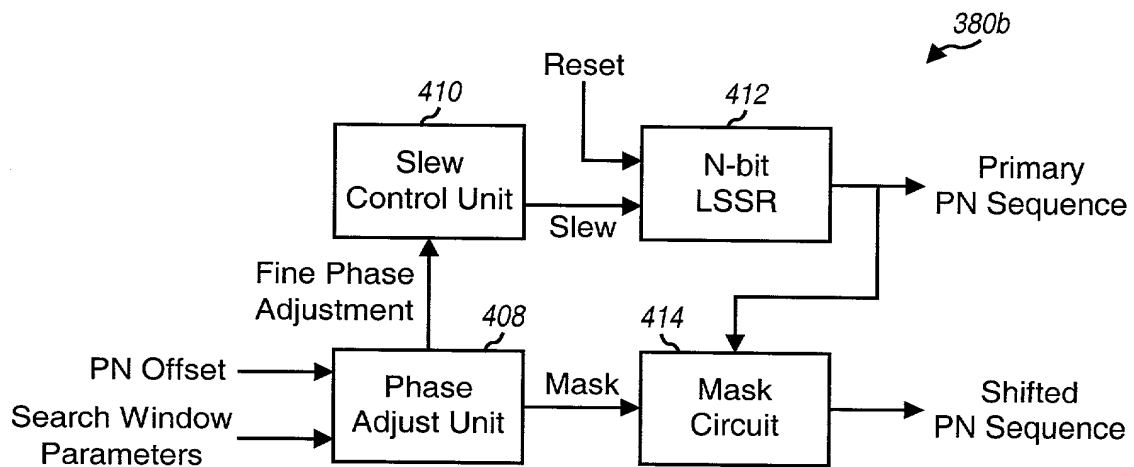 380b
Reset
410
412
Slew
Control Unit
N-bit
LSSR
Primary
PN Sequence
Slew
Fine Phase
Adjustment
408
414
PN Offset
Phase
Adjust Unit
Mask
Mask
Circuit
Shifted
PN Sequence
Search Window
Parameters